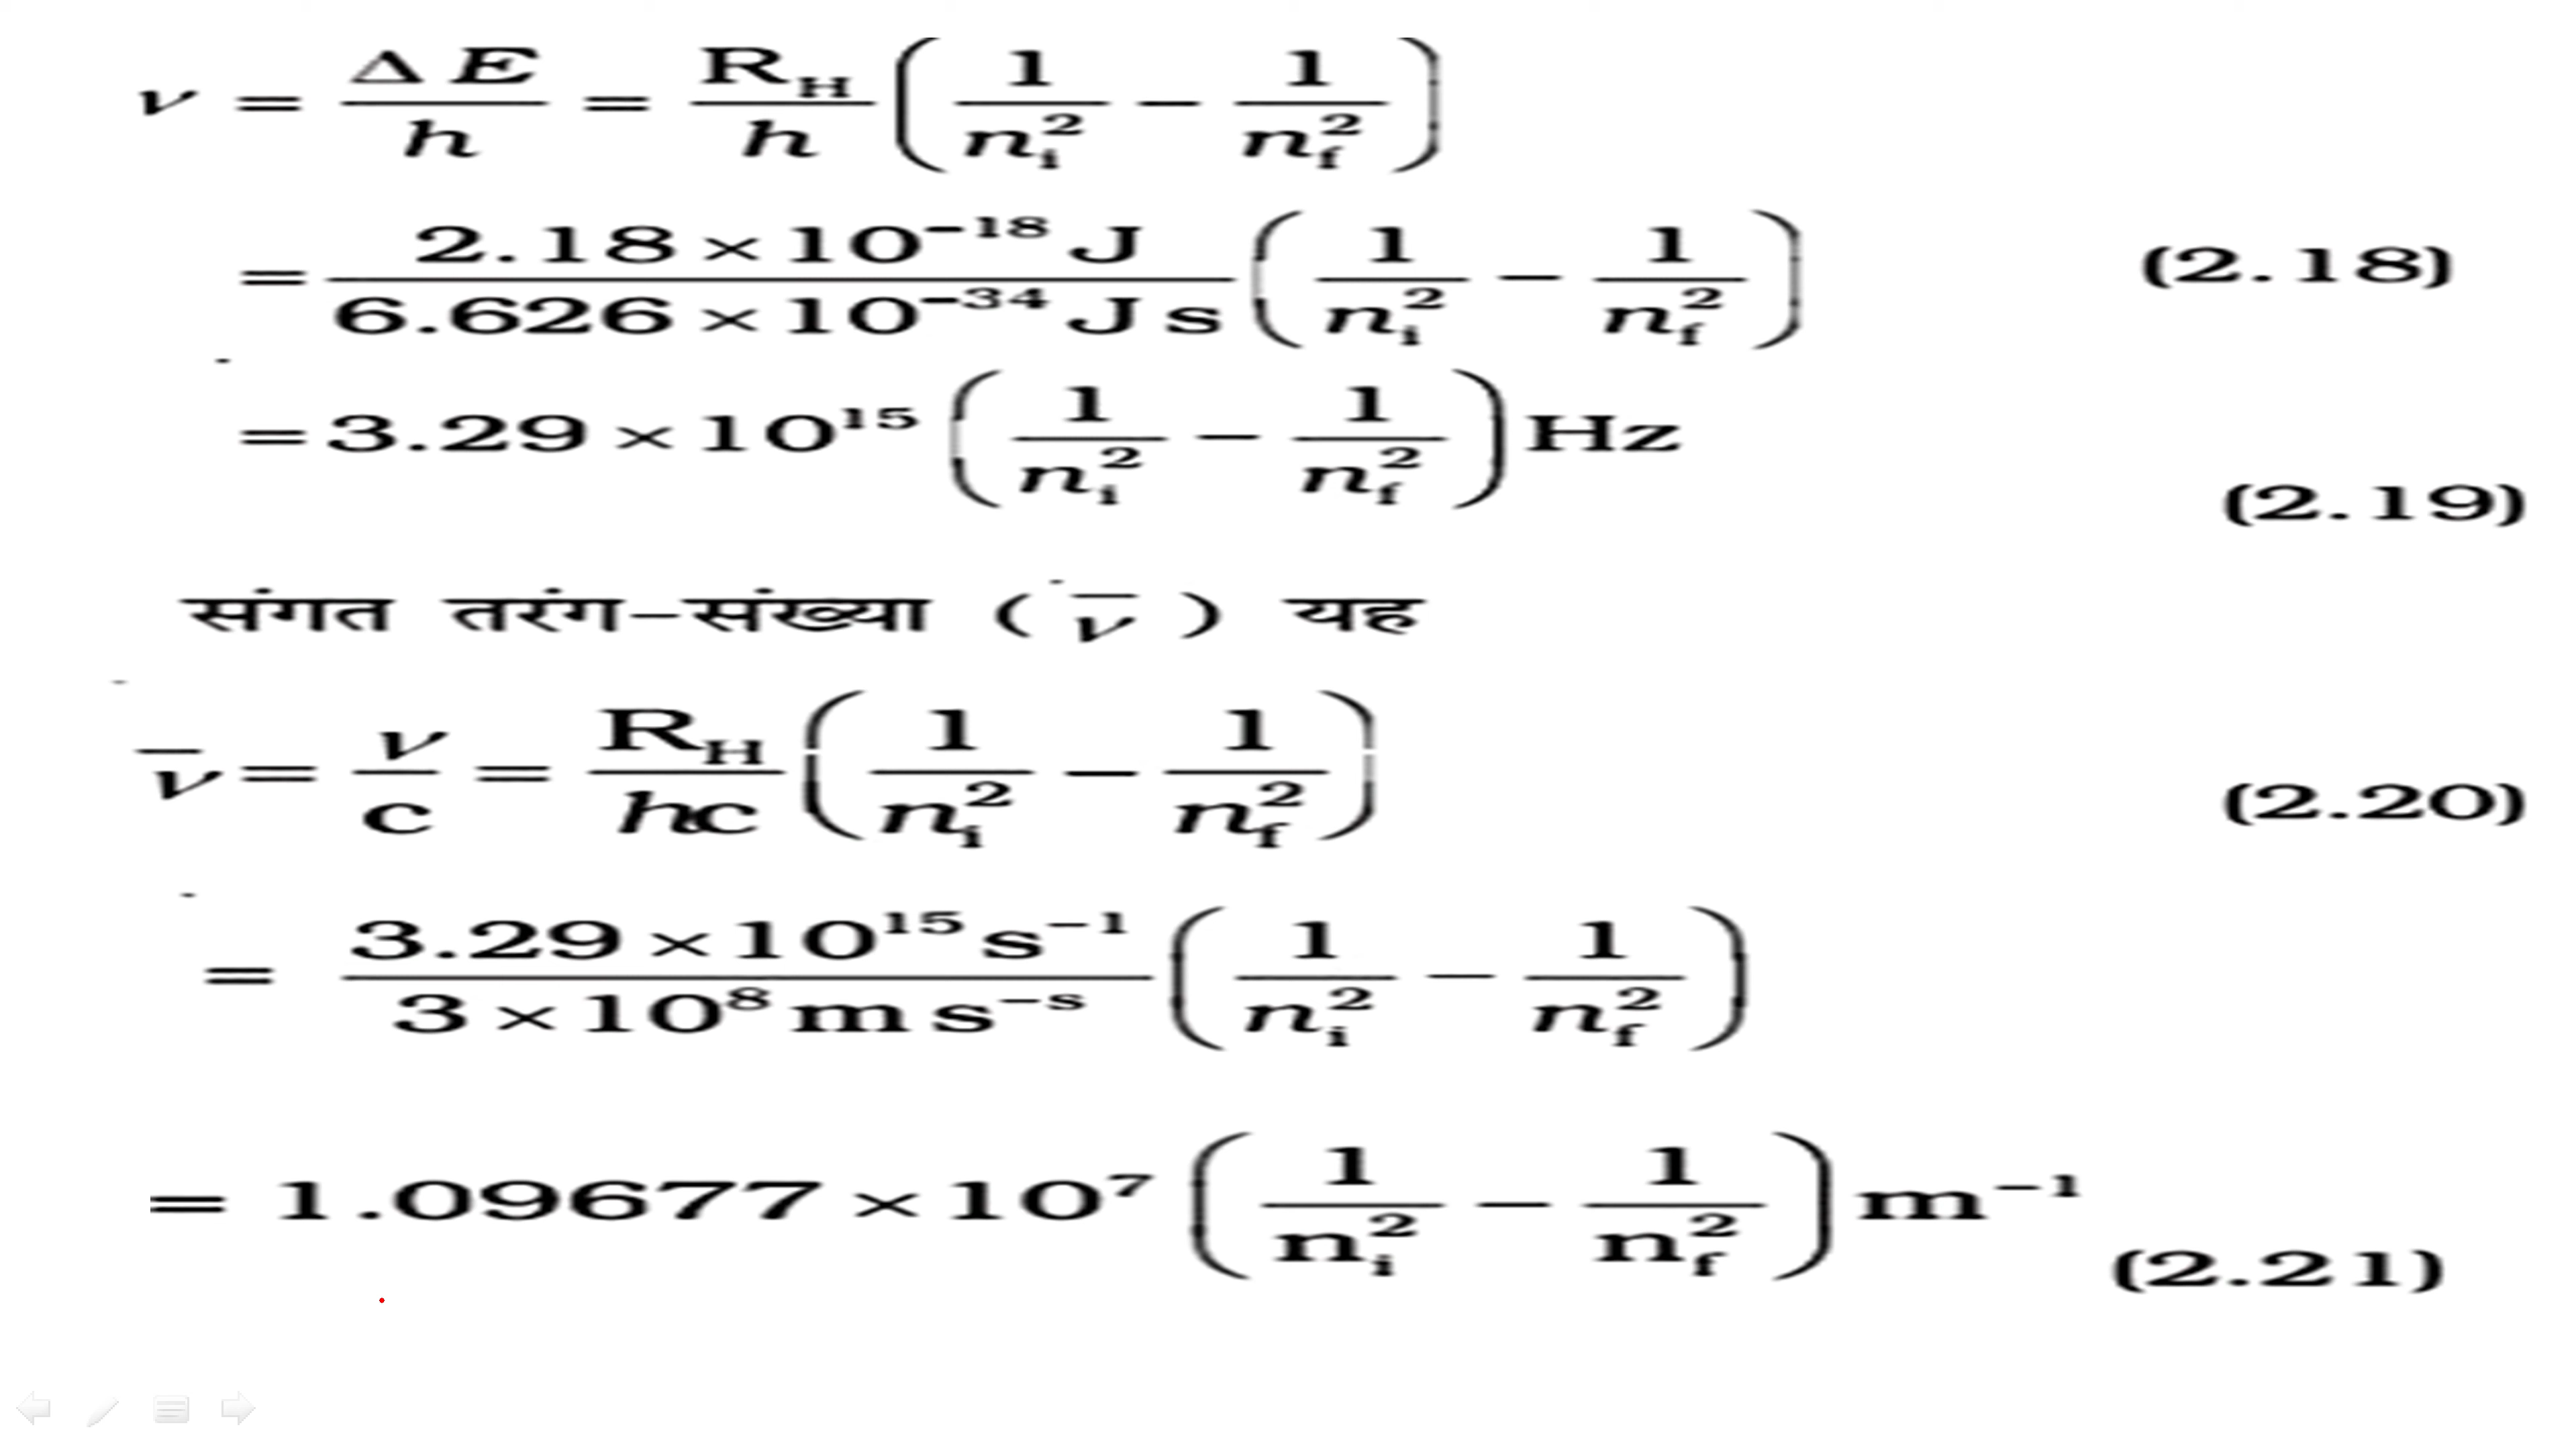 ν = ΔE/h = R_H/h (1/n_i² − 1/n_f²)
= 2.18×10⁻¹⁸ J / 6.626×10⁻³⁴ J s (1/n_i² − 1/n_f²) (2.18)
= 3.29×10¹⁵ (1/n_i² − 1/n_f²) Hz
(2.19)
संगत तरंग-संख्या ( ν̅ ) यह
ν̅ = ν/c = R_H/hc (1/n_i² − 1/n_f²) (2.20)
= 3.29×10¹⁵ s⁻¹ / 3×10⁸ m s⁻ˢ (1/n_i² − 1/n_f²)
= 1.09677×10⁷ (1/n_i² − 1/n_f²) m⁻¹
(2.21)